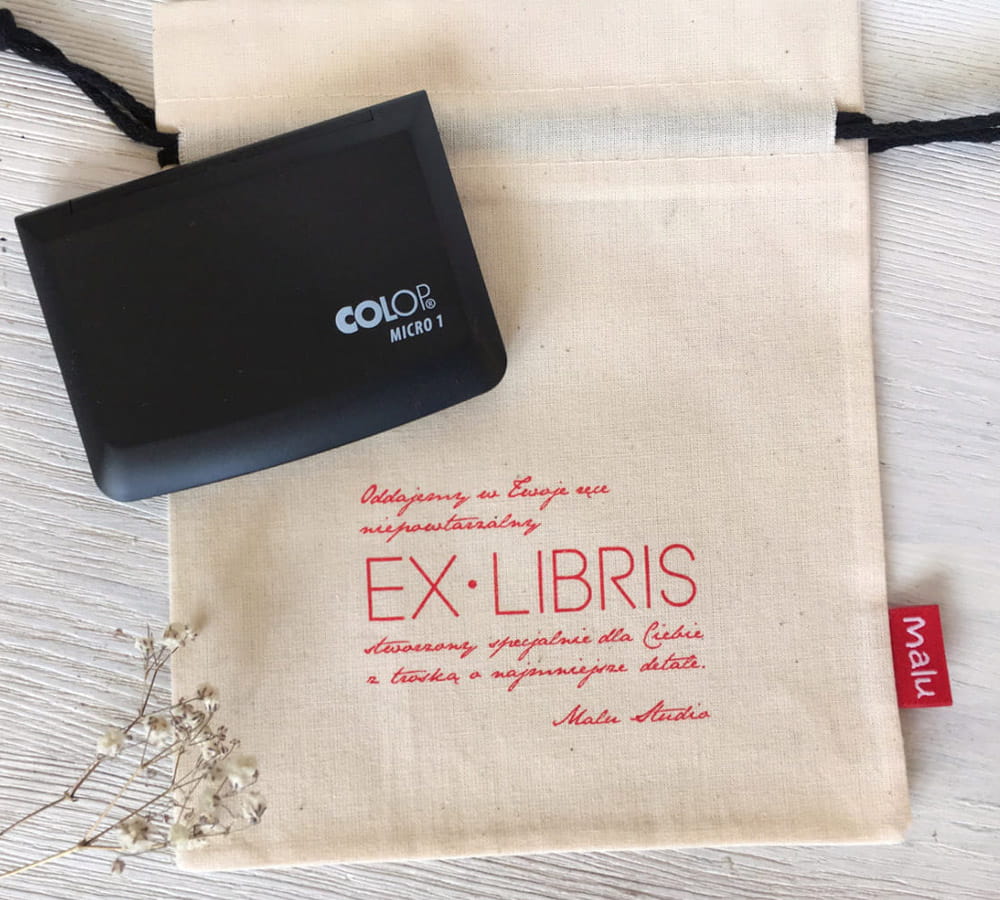 COLOP®
MICRO 1
Oddajemy w Twoje ręce
niepowtarzalny
EX•LIBRIS
stworzony specjalnie dla Ciebie
z troską o najmniejsze detale.
Malu Studio
Malu